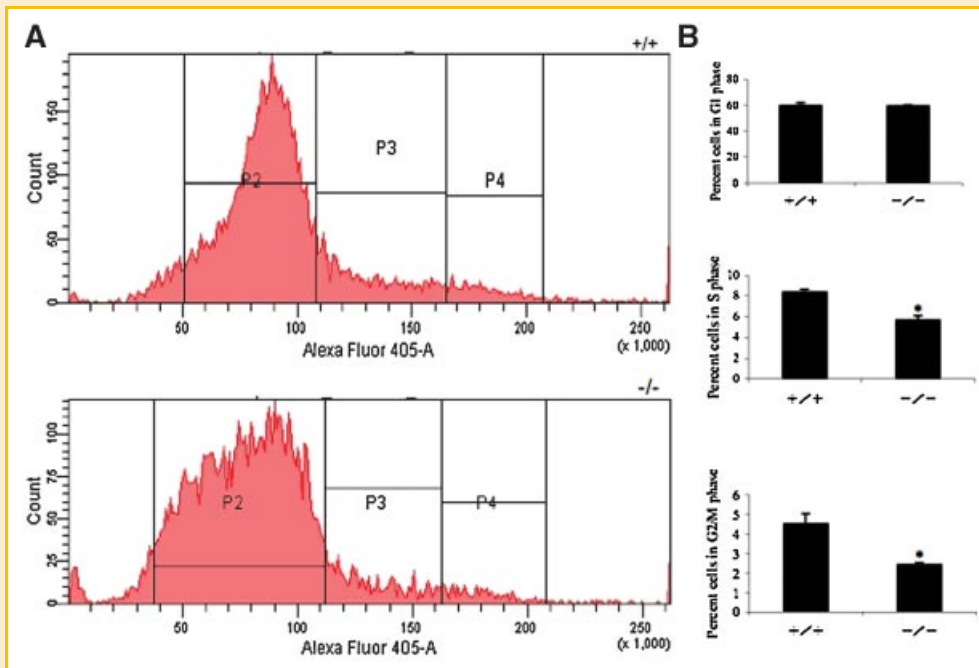 A
+/+
Count
150
100
50
0
P2
P3
P4
50
100
150
200
250
Alexa Fluor 405-A
(x 1,000)
-/-
Count
100
75
50
25
0
P2
P3
P4
50
100
150
200
250
Alexa Fluor 405-A
(x 1,000)
B
Percent cells in G1 phase
80
60
40
20
0
+/+
-/-
Percent cells in S phase
10
8
6
4
2
0
*
+/+
-/-
Percent cells in G2/M phase
6
5
4
3
2
1
0
*
+/+
-/-